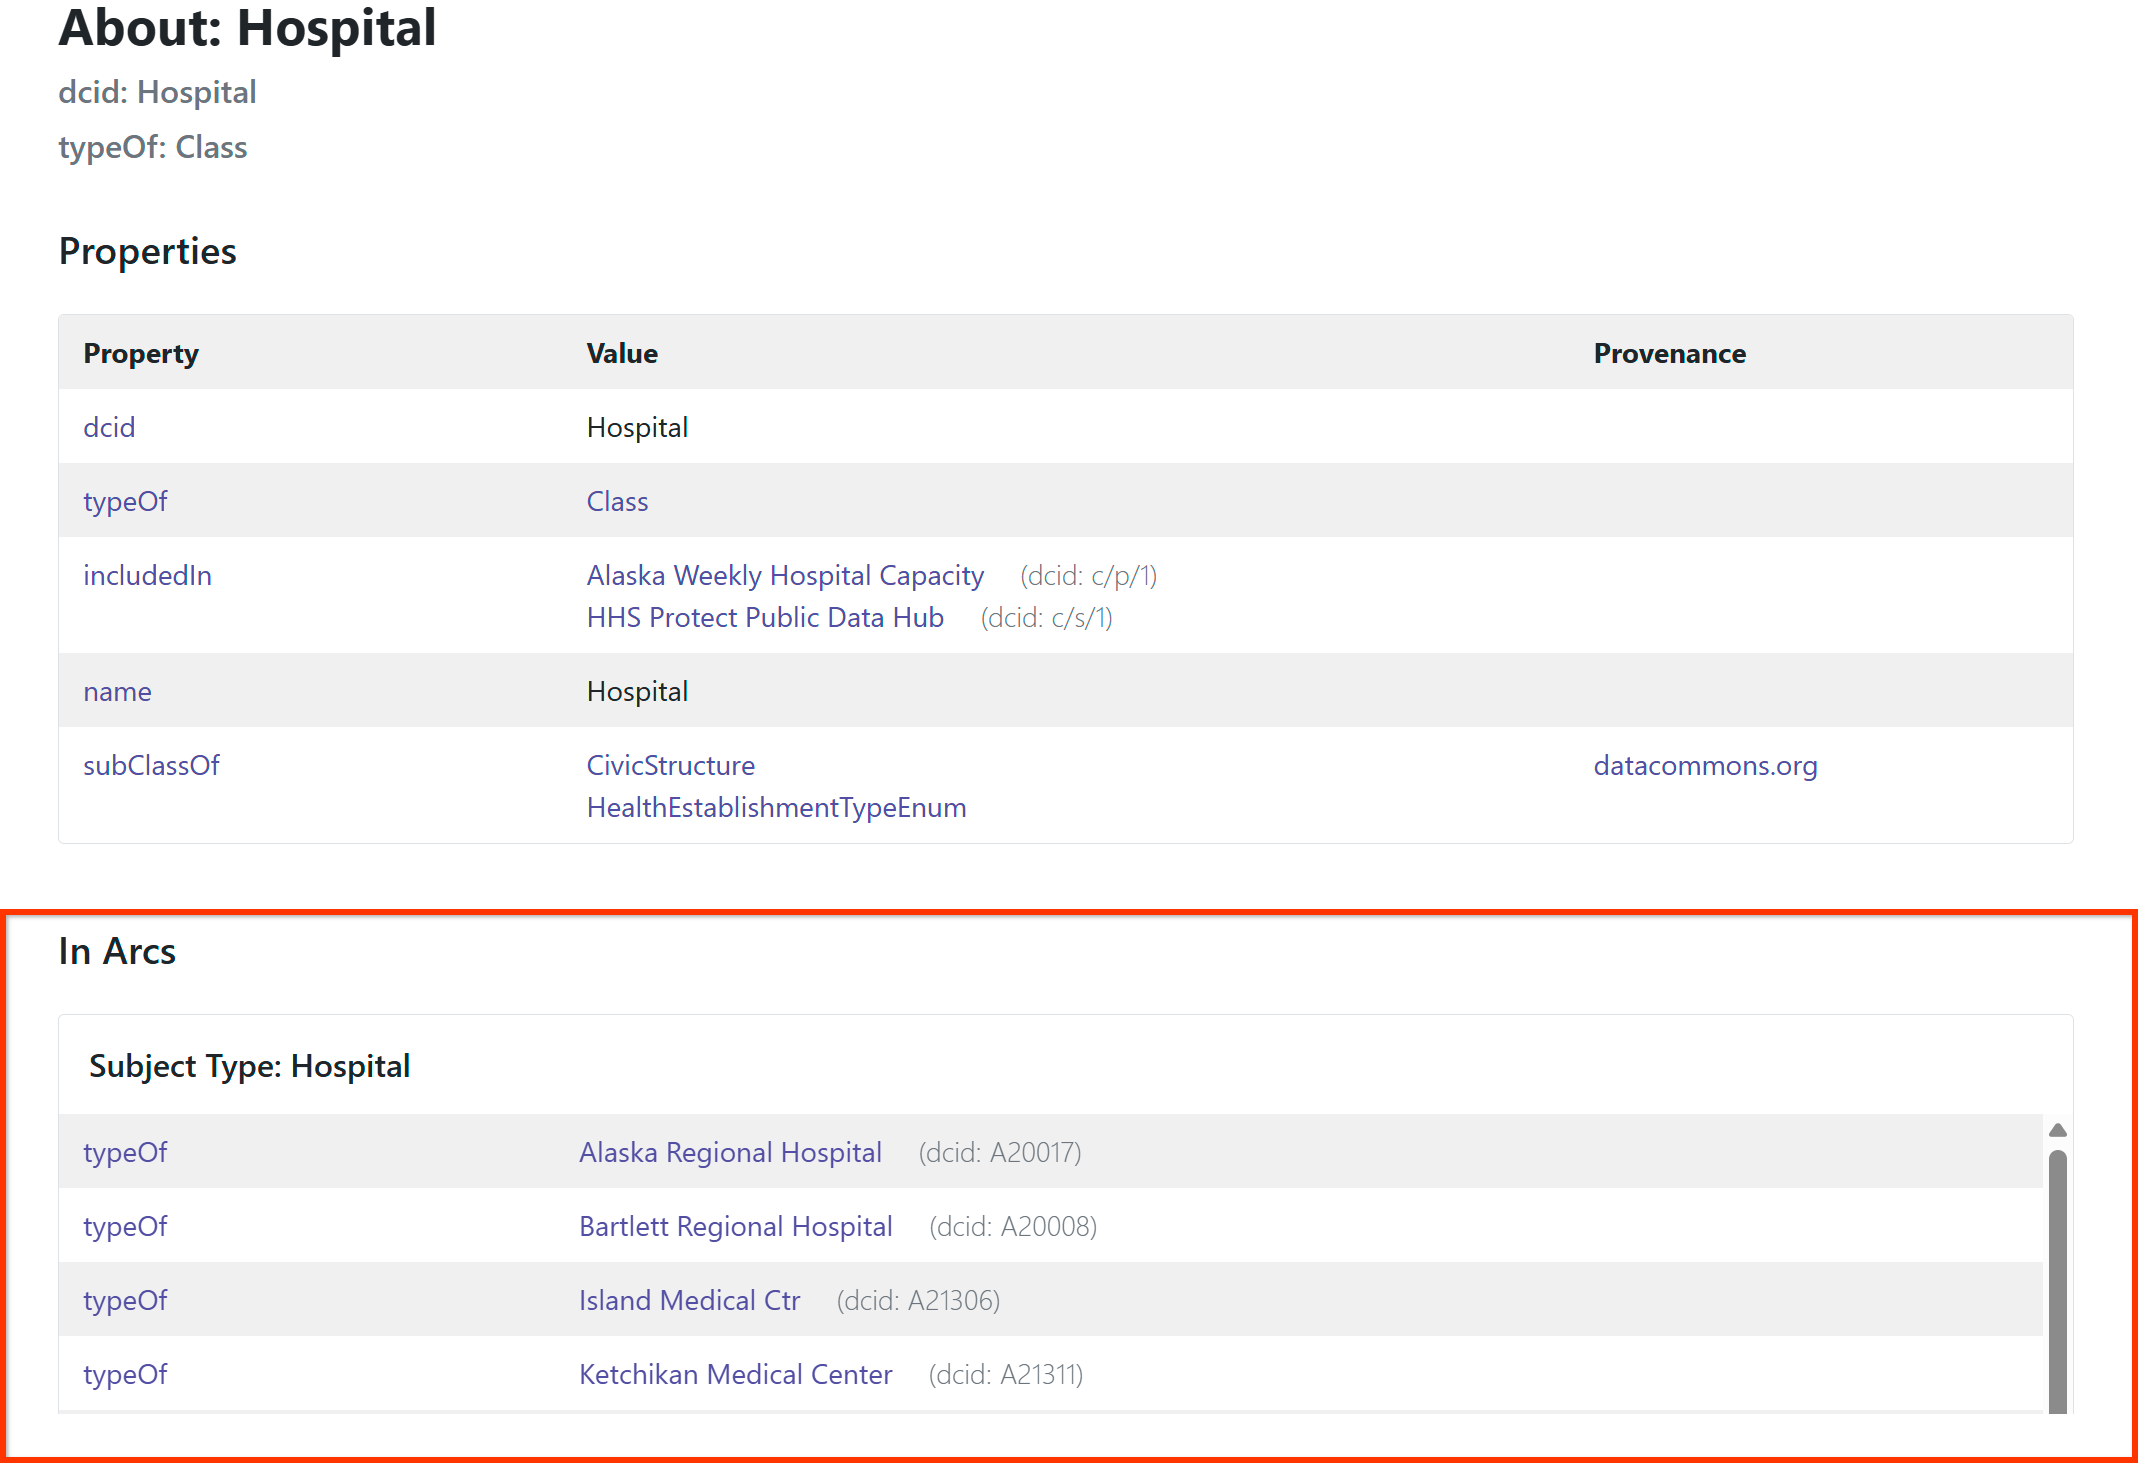 About: Hospital
dcid: Hospital
typeOf: Class
Properties
Property Value Provenance
dcid Hospital
typeOf Class
includedIn Alaska Weekly Hospital Capacity (dcid: c/p/1)
HHS Protect Public Data Hub (dcid: c/s/1)
name Hospital
subClassOf CivicStructure datacommons.org
HealthEstablishmentTypeEnum
In Arcs
Subject Type: Hospital
typeOf Alaska Regional Hospital (dcid: A20017)
typeOf Bartlett Regional Hospital (dcid: A20008)
typeOf Island Medical Ctr (dcid: A21306)
typeOf Ketchikan Medical Center (dcid: A21311)